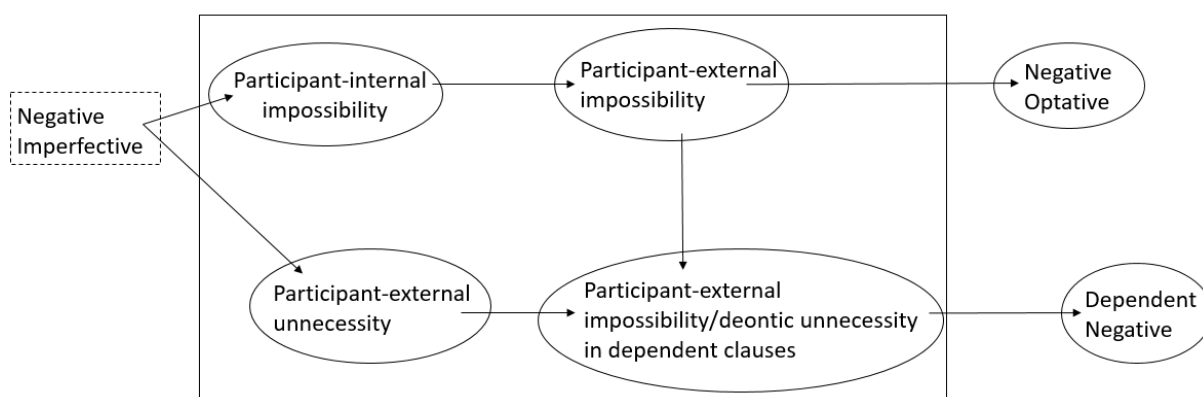 Negative
Imperfective
Participant-internal
impossibility
Participant-external
impossibility
Negative
Optative
Participant-external
unnecessity
Participant-external
impossibility/deontic unnecessity
in dependent clauses
Dependent
Negative